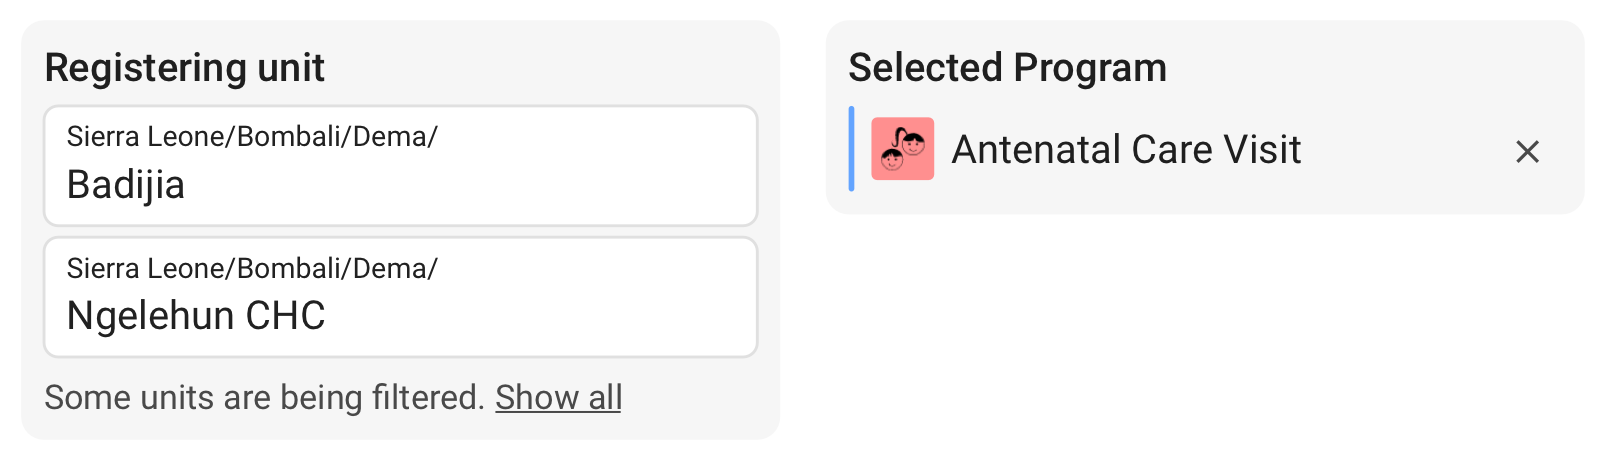 Registering unit
Sierra Leone/Bombali/Dema/
Badijia
Sierra Leone/Bombali/Dema/
Ngelehun CHC
Some units are being filtered. Show all
Selected Program
Antenatal Care Visit